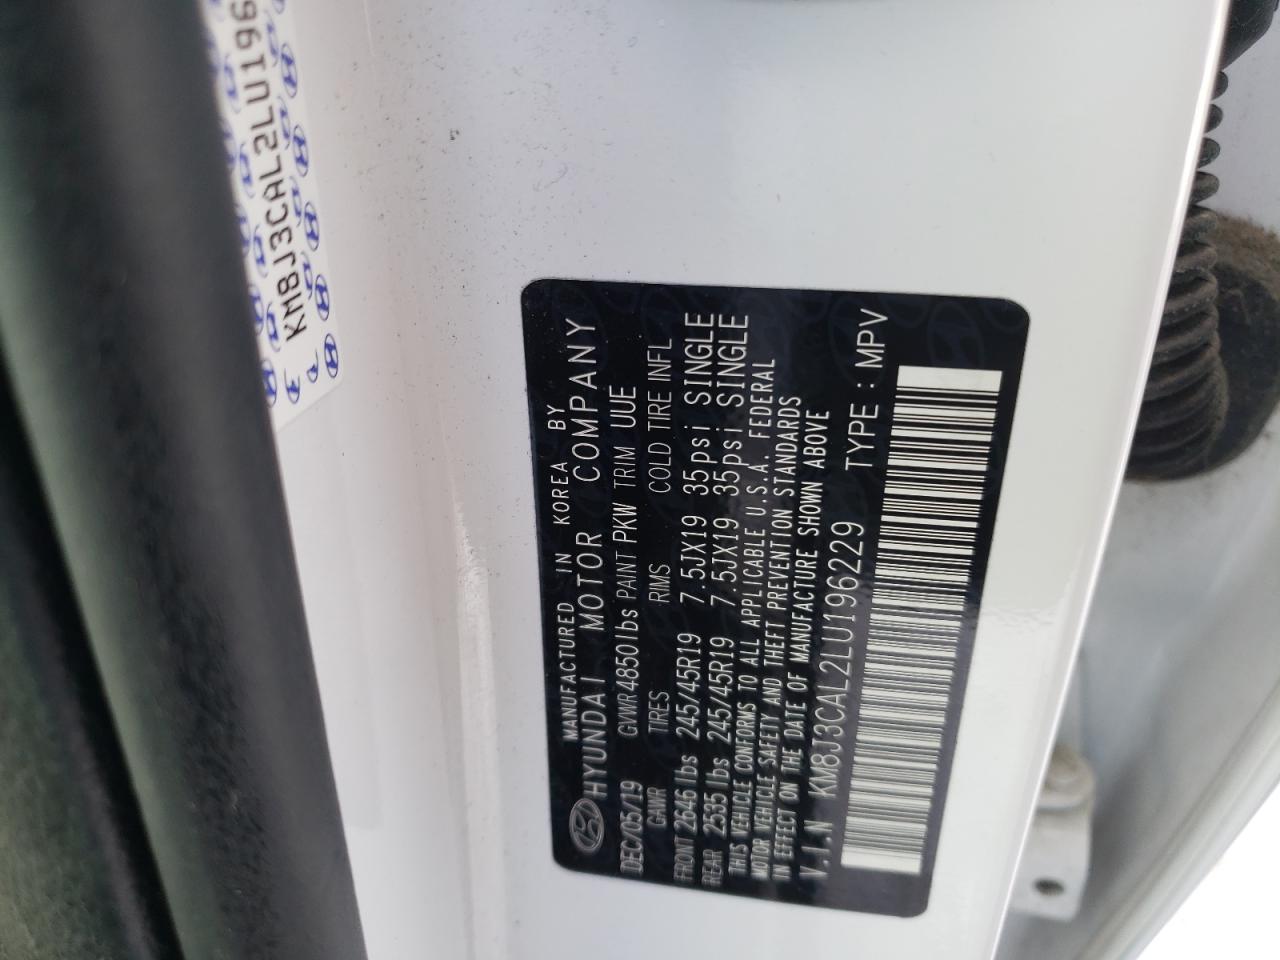 KM8J3CAL2LU196
MANUFACTURED IN KOREA BY
HYUNDAI MOTOR COMPANY
DEC/05/19 GVWR 4850lbs PAINT PKW TRIM UUE
GAWR TIRES RIMS COLD TIRE INFL
FRONT 2646 lbs 245/45R19 7.5JX19 35psi SINGLE
REAR 2535 lbs 245/45R19 7.5JX19 35psi SINGLE
THIS VEHICLE CONFORMS TO ALL APPLICABLE U.S.A. FEDERAL
MOTOR VEHICLE SAFETY AND THEFT PREVENTION STANDARDS
IN EFFECT ON THE DATE OF MANUFACTURE SHOWN ABOVE
V.I.N KM8J3CAL2LU196229 TYPE : MPV